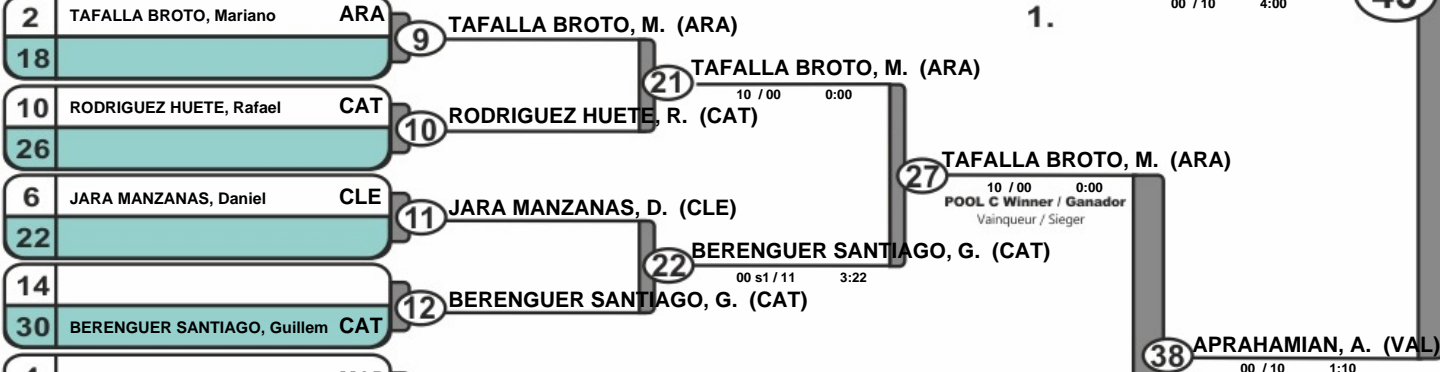 2 TAFALLA BROTO, Mariano ARA
18
9 TAFALLA BROTO, M. (ARA)
10 RODRIGUEZ HUETE, Rafael CAT
26
10 RODRIGUEZ HUETE, R. (CAT)
21 TAFALLA BROTO, M. (ARA)
10 / 00 0:00
6 JARA MANZANAS, Daniel CLE
22
11 JARA MANZANAS, D. (CLE)
14
30 BERENGUER SANTIAGO, Guillem CAT
12 BERENGUER SANTIAGO, G. (CAT)
22 BERENGUER SANTIAGO, G. (CAT)
00 s1 / 11 3:22
27 TAFALLA BROTO, M. (ARA)
10 / 00 0:00
POOL C Winner / Ganador
Vainqueur / Sieger
1.
00 / 10 4:00
38 APRAHAMIAN, A. (VAL)
00 / 10 1:10